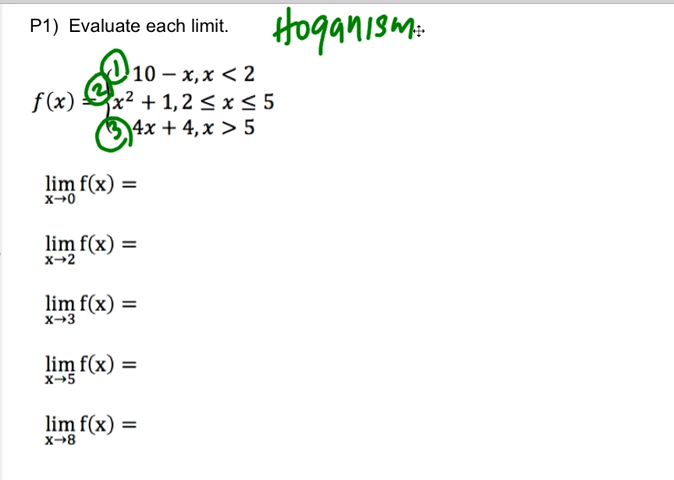 P1) Evaluate each limit.
Hoganism
① 10 − x, x < 2
f(x) = ② x² + 1, 2 ≤ x ≤ 5
③ 4x + 4, x > 5
lim f(x) =
x→0
lim f(x) =
x→2
lim f(x) =
x→3
lim f(x) =
x→5
lim f(x) =
x→8